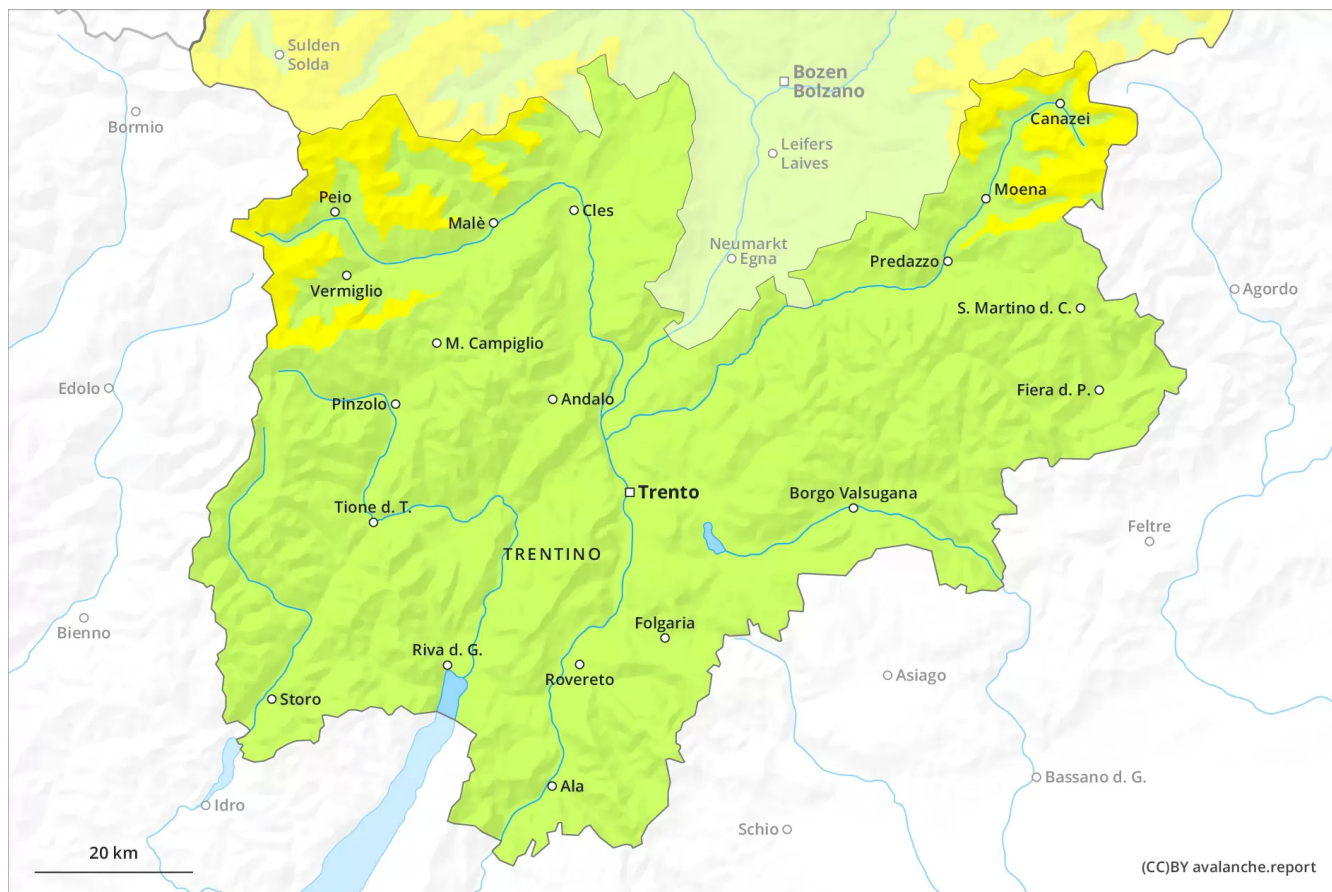 Sulden
Solda
Bozen
Bolzano
Bormio
Canazei
Leifers
Laives
Peio
Moena
Malè
Cles
Neumarkt
Egna
Predazzo
Vermiglio
Agordo
S. Martino d. C.
M. Campiglio
Edolo
Fiera d. P.
Pinzolo
Andalo
Trento
Borgo Valsugana
Tione d. T.
Feltre
TRENTINO
Bienno
Folgaria
Riva d. G.
Rovereto
Asiago
Storo
Bassano d. G.
Ala
Idro
Schio
20 km
(CC)BY avalanche.report